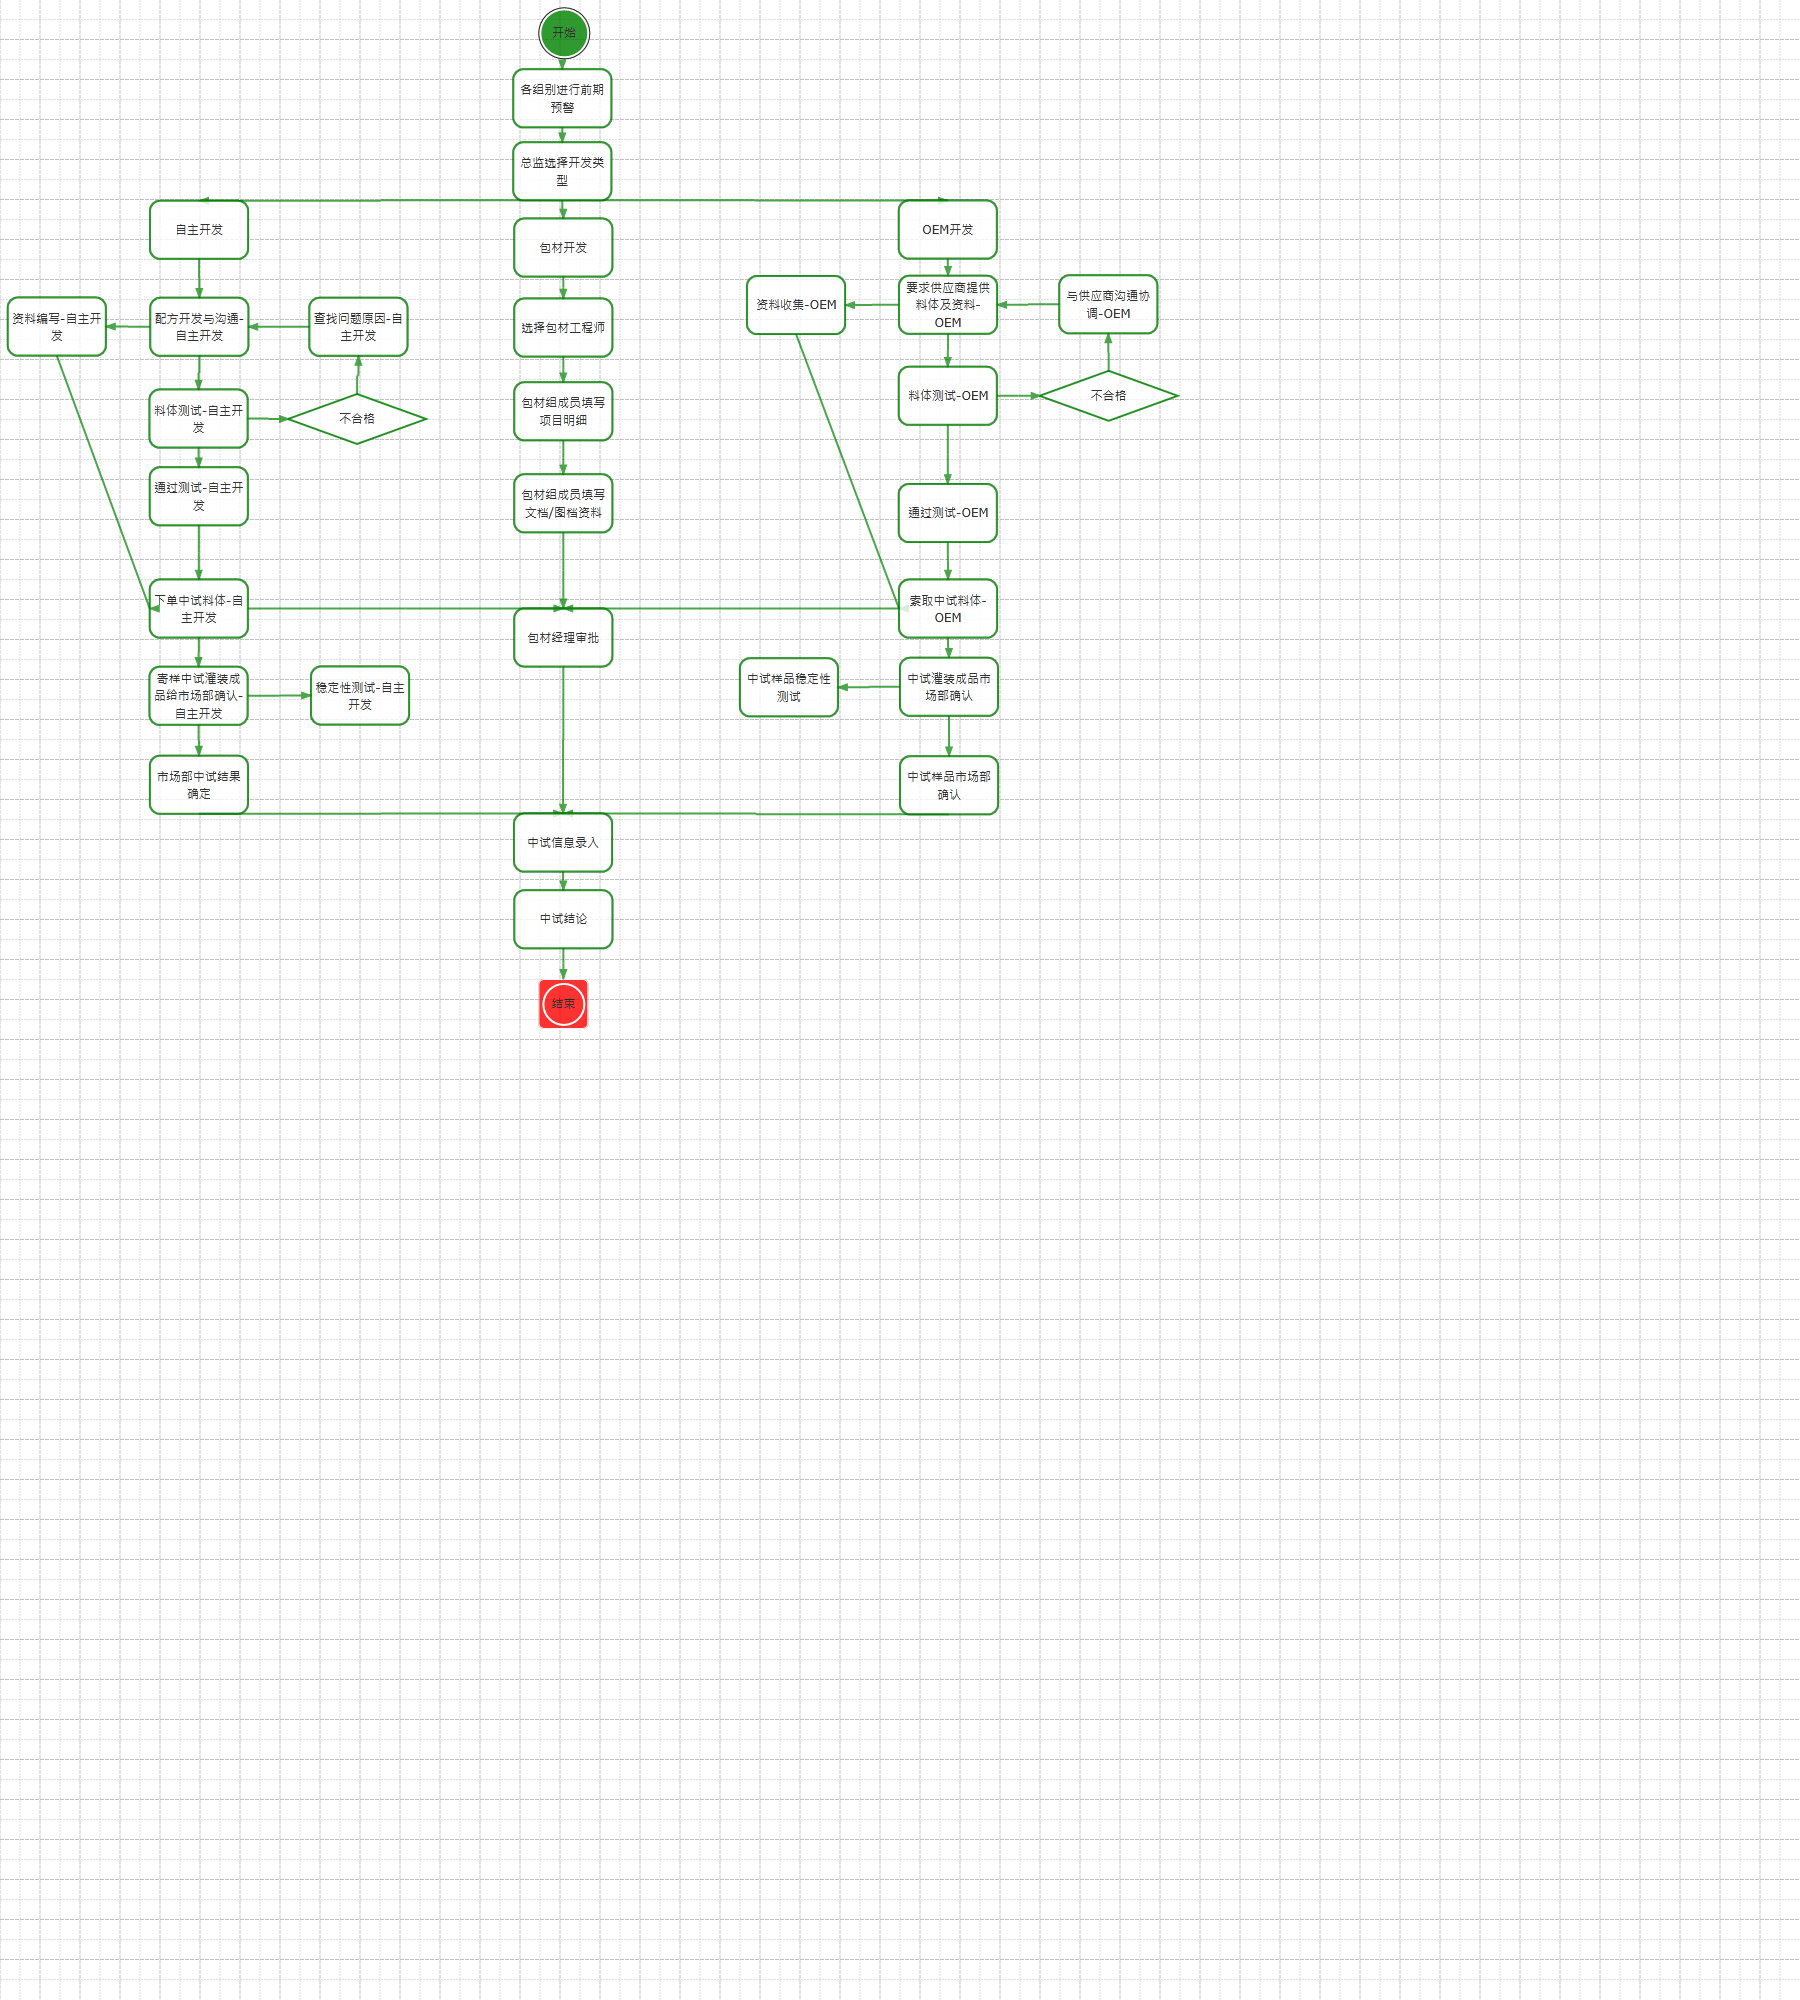 开始
各组别进行前期
预警
总监选择开发类
型
自主开发
包材开发
OEM开发
资料编写-自主开
发
配方开发与沟通-
自主开发
查找问题原因-自
主开发
选择包材工程师
资料收集-OEM
要求供应商提供
料体及资料-
OEM
与供应商沟通协
调-OEM
料体测试-自主开
发
不合格
包材组成员填写
项目明细
料体测试-OEM
不合格
通过测试-自主开
发
包材组成员填写
文档/图档资料
通过测试-OEM
下单中试料体-自
主开发
包材经理审批
索取中试料体-
OEM
寄样中试灌装成
品给市场部确认-
自主开发
稳定性测试-自主
开发
中试样品稳定性
测试
中试灌装成品市
场部确认
市场部中试结果
确定
中试样品市场部
确认
中试信息录入
中试结论
结束